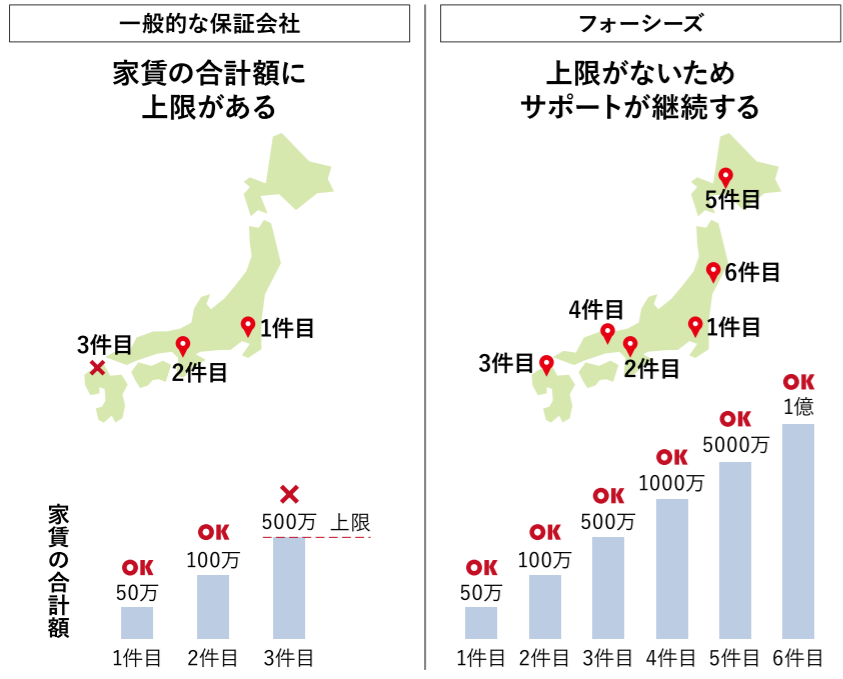 一般的な保証会社
家賃の合計額に
上限がある
1件目
3件目
2件目
家賃の合計額
OK
50万
OK
100万
×
500万
上限
1件目
2件目
3件目
フォーシーズ
上限がないため
サポートが継続する
5件目
6件目
4件目
1件目
3件目
2件目
OK
50万
OK
100万
OK
500万
OK
1000万
OK
5000万
OK
1億
1件目
2件目
3件目
4件目
5件目
6件目